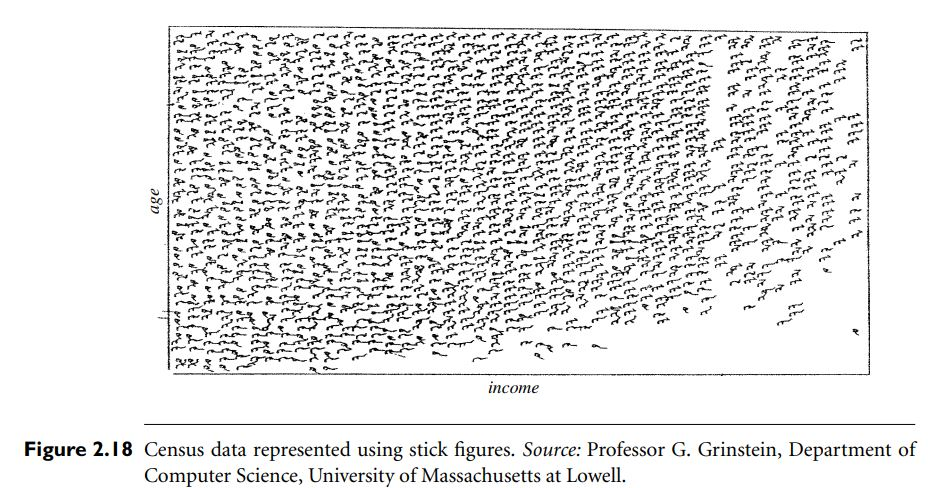 age
income
Figure 2.18 Census data represented using stick figures. Source: Professor G. Grinstein, Department of
Computer Science, University of Massachusetts at Lowell.